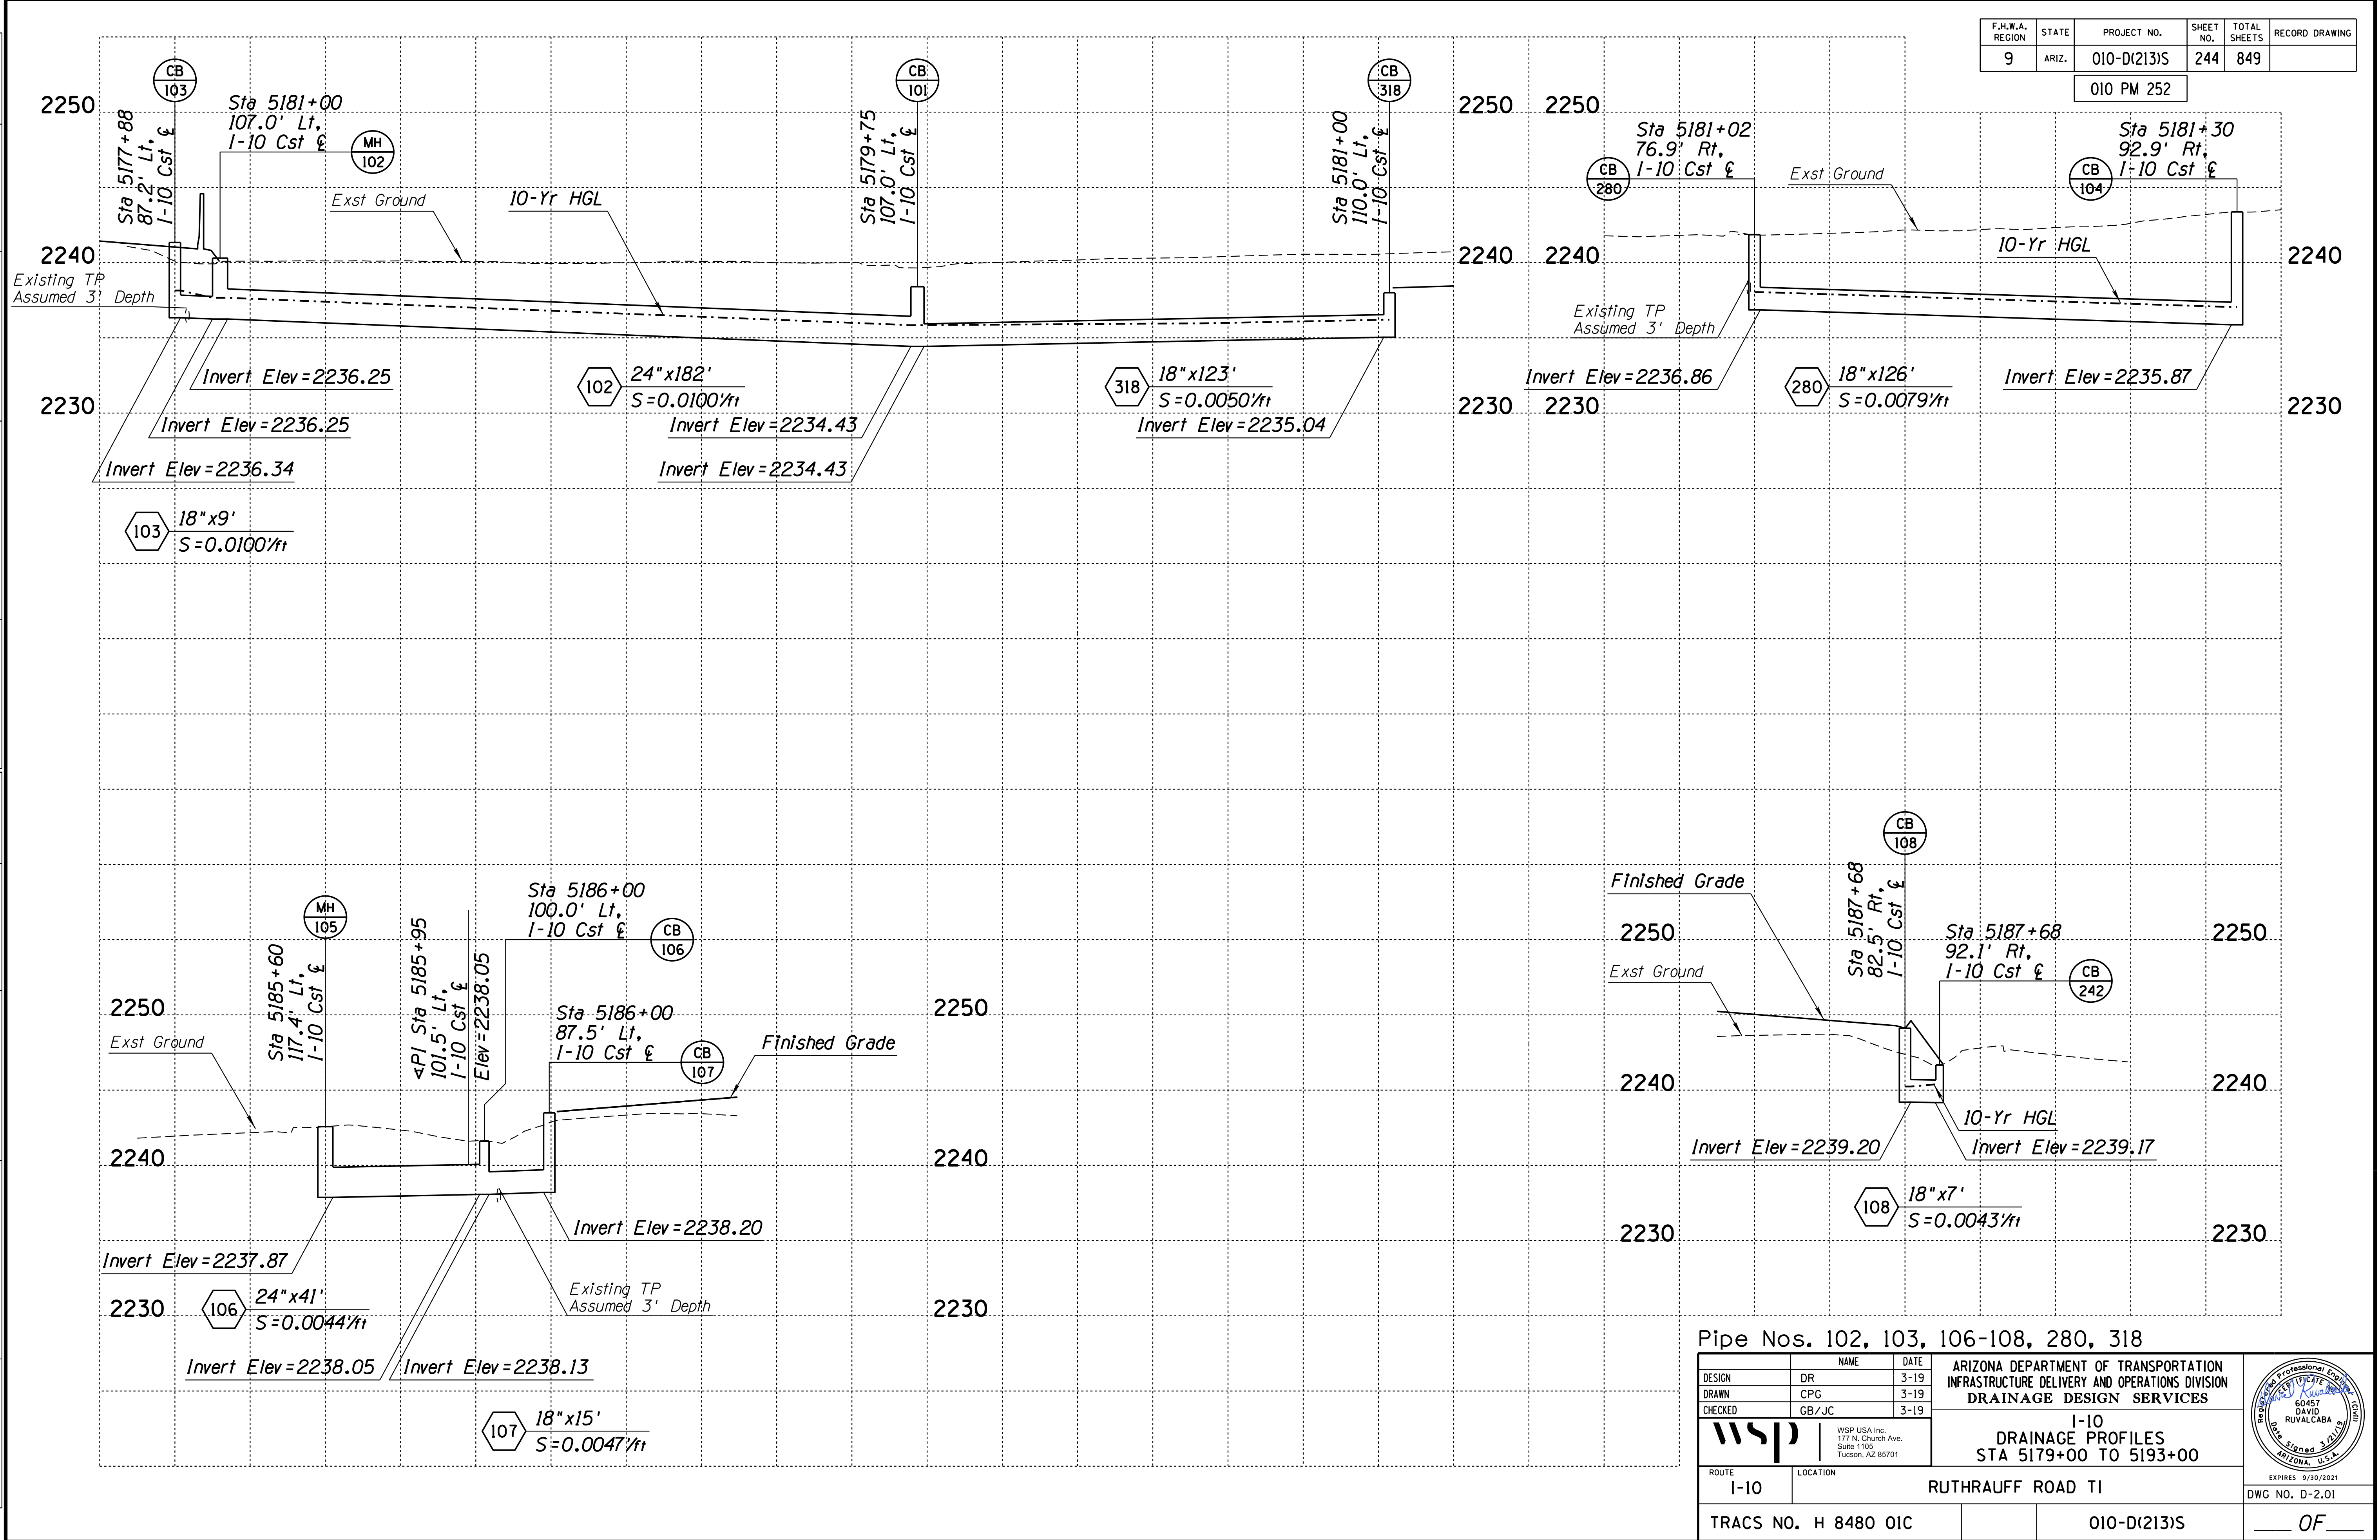 F.H.W.A. REGION STATE PROJECT NO. SHEET NO. TOTAL SHEETS RECORD DRAWING
9 ARIZ. 010-D(213)S 244 849
010 PM 252
CB 103
Sta 5177+88
87.2' Lt,
I-10 Cst ℄
Sta 5181+00
107.0' Lt,
I-10 Cst ℄
MH 102
Exst Ground
10-Yr HGL
CB 101
Sta 5179+75
107.0' Lt,
I-10 Cst ℄
CB 318
Sta 5181+00
110.0' Lt,
I-10 Cst ℄
2250
2240
2230
2250
2240
2230
Existing TP
Assumed 3' Depth
Invert Elev=2236.25
Invert Elev=2236.25
Invert Elev=2236.34
102
24"x182'
S=0.0100'/ft
Invert Elev=2234.43
Invert Elev=2234.43
318
18"x123'
S=0.0050'/ft
Invert Elev=2235.04
103
18"x9'
S=0.0100'/ft
2250
2240
2230
Sta 5181+02
76.9' Rt,
I-10 Cst ℄
CB 280
Exst Ground
Sta 5181+30
92.9' Rt,
I-10 Cst ℄
CB 104
10-Yr HGL
2240
2230
Existing TP
Assumed 3' Depth
Invert Elev=2236.86
280
18"x126'
S=0.0079'/ft
Invert Elev=2235.87
MH 105
Sta 5185+60
117.4' Lt,
I-10 Cst ℄
∢PI Sta 5185+95
101.5' Lt,
I-10 Cst ℄
Elev=2238.05
Sta 5186+00
100.0' Lt,
I-10 Cst ℄
CB 106
Sta 5186+00
87.5' Lt,
I-10 Cst ℄
CB 107
Finished Grade
Exst Ground
2250
2240
2230
2250
2240
2230
Invert Elev=2238.20
Invert Elev=2237.87
106
24"x41'
S=0.0044'/ft
Existing TP
Assumed 3' Depth
Invert Elev=2238.05
Invert Elev=2238.13
107
18"x15'
S=0.0047'/ft
CB 108
Sta 5187+68
82.5' Rt,
I-10 Cst ℄
Finished Grade
Exst Ground
Sta 5187+68
92.1' Rt,
I-10 Cst ℄
CB 242
2250
2240
2230
2250
2240
2230
10-Yr HGL
Invert Elev=2239.20
Invert Elev=2239.17
108
18"x7'
S=0.0043'/ft
Pipe Nos. 102, 103, 106-108, 280, 318
NAME DATE
DESIGN DR 3-19
DRAWN CPG 3-19
CHECKED GB/JC 3-19
ARIZONA DEPARTMENT OF TRANSPORTATION
INFRASTRUCTURE DELIVERY AND OPERATIONS DIVISION
DRAINAGE DESIGN SERVICES
wsp
WSP USA Inc.
177 N. Church Ave.
Suite 1105
Tucson, AZ 85701
I-10
DRAINAGE PROFILES
STA 5179+00 TO 5193+00
Registered Professional Engineer (Civil)
CERTIFICATE
60457
DAVID
RUVALCABA
Date Signed 3/21/19
ARIZONA, U.S.A.
EXPIRES 9/30/2021
ROUTE
I-10
LOCATION
RUTHRAUFF ROAD TI
DWG NO. D-2.01
TRACS NO. H 8480 01C
010-D(213)S
OF